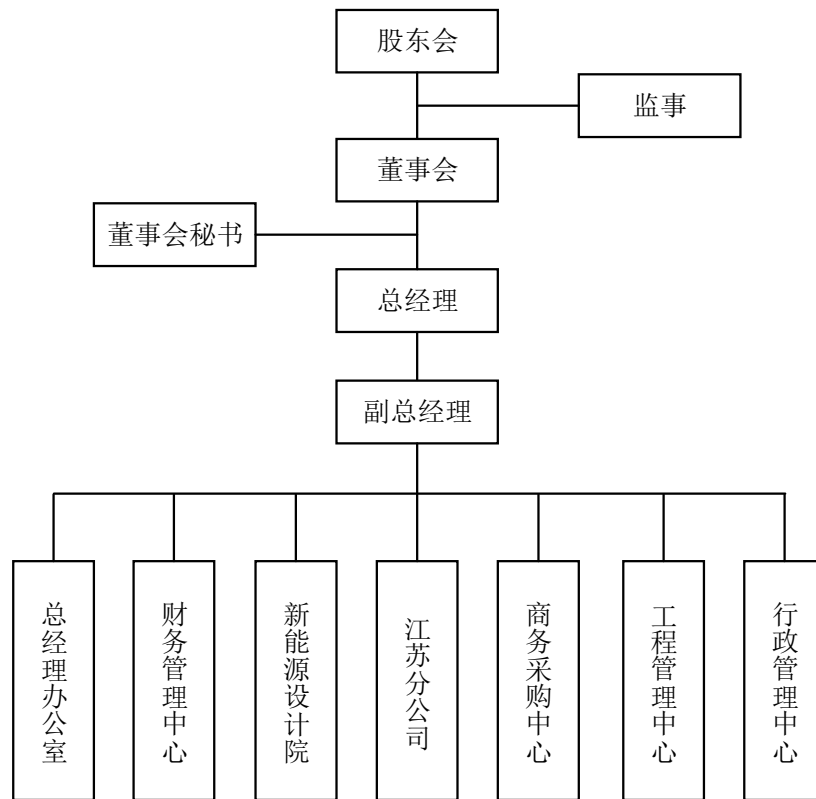 股东会
监事
董事会
董事会秘书
总经理
副总经理
总经理办公室
财务管理中心
新能源设计院
江苏分公司
商务采购中心
工程管理中心
行政管理中心